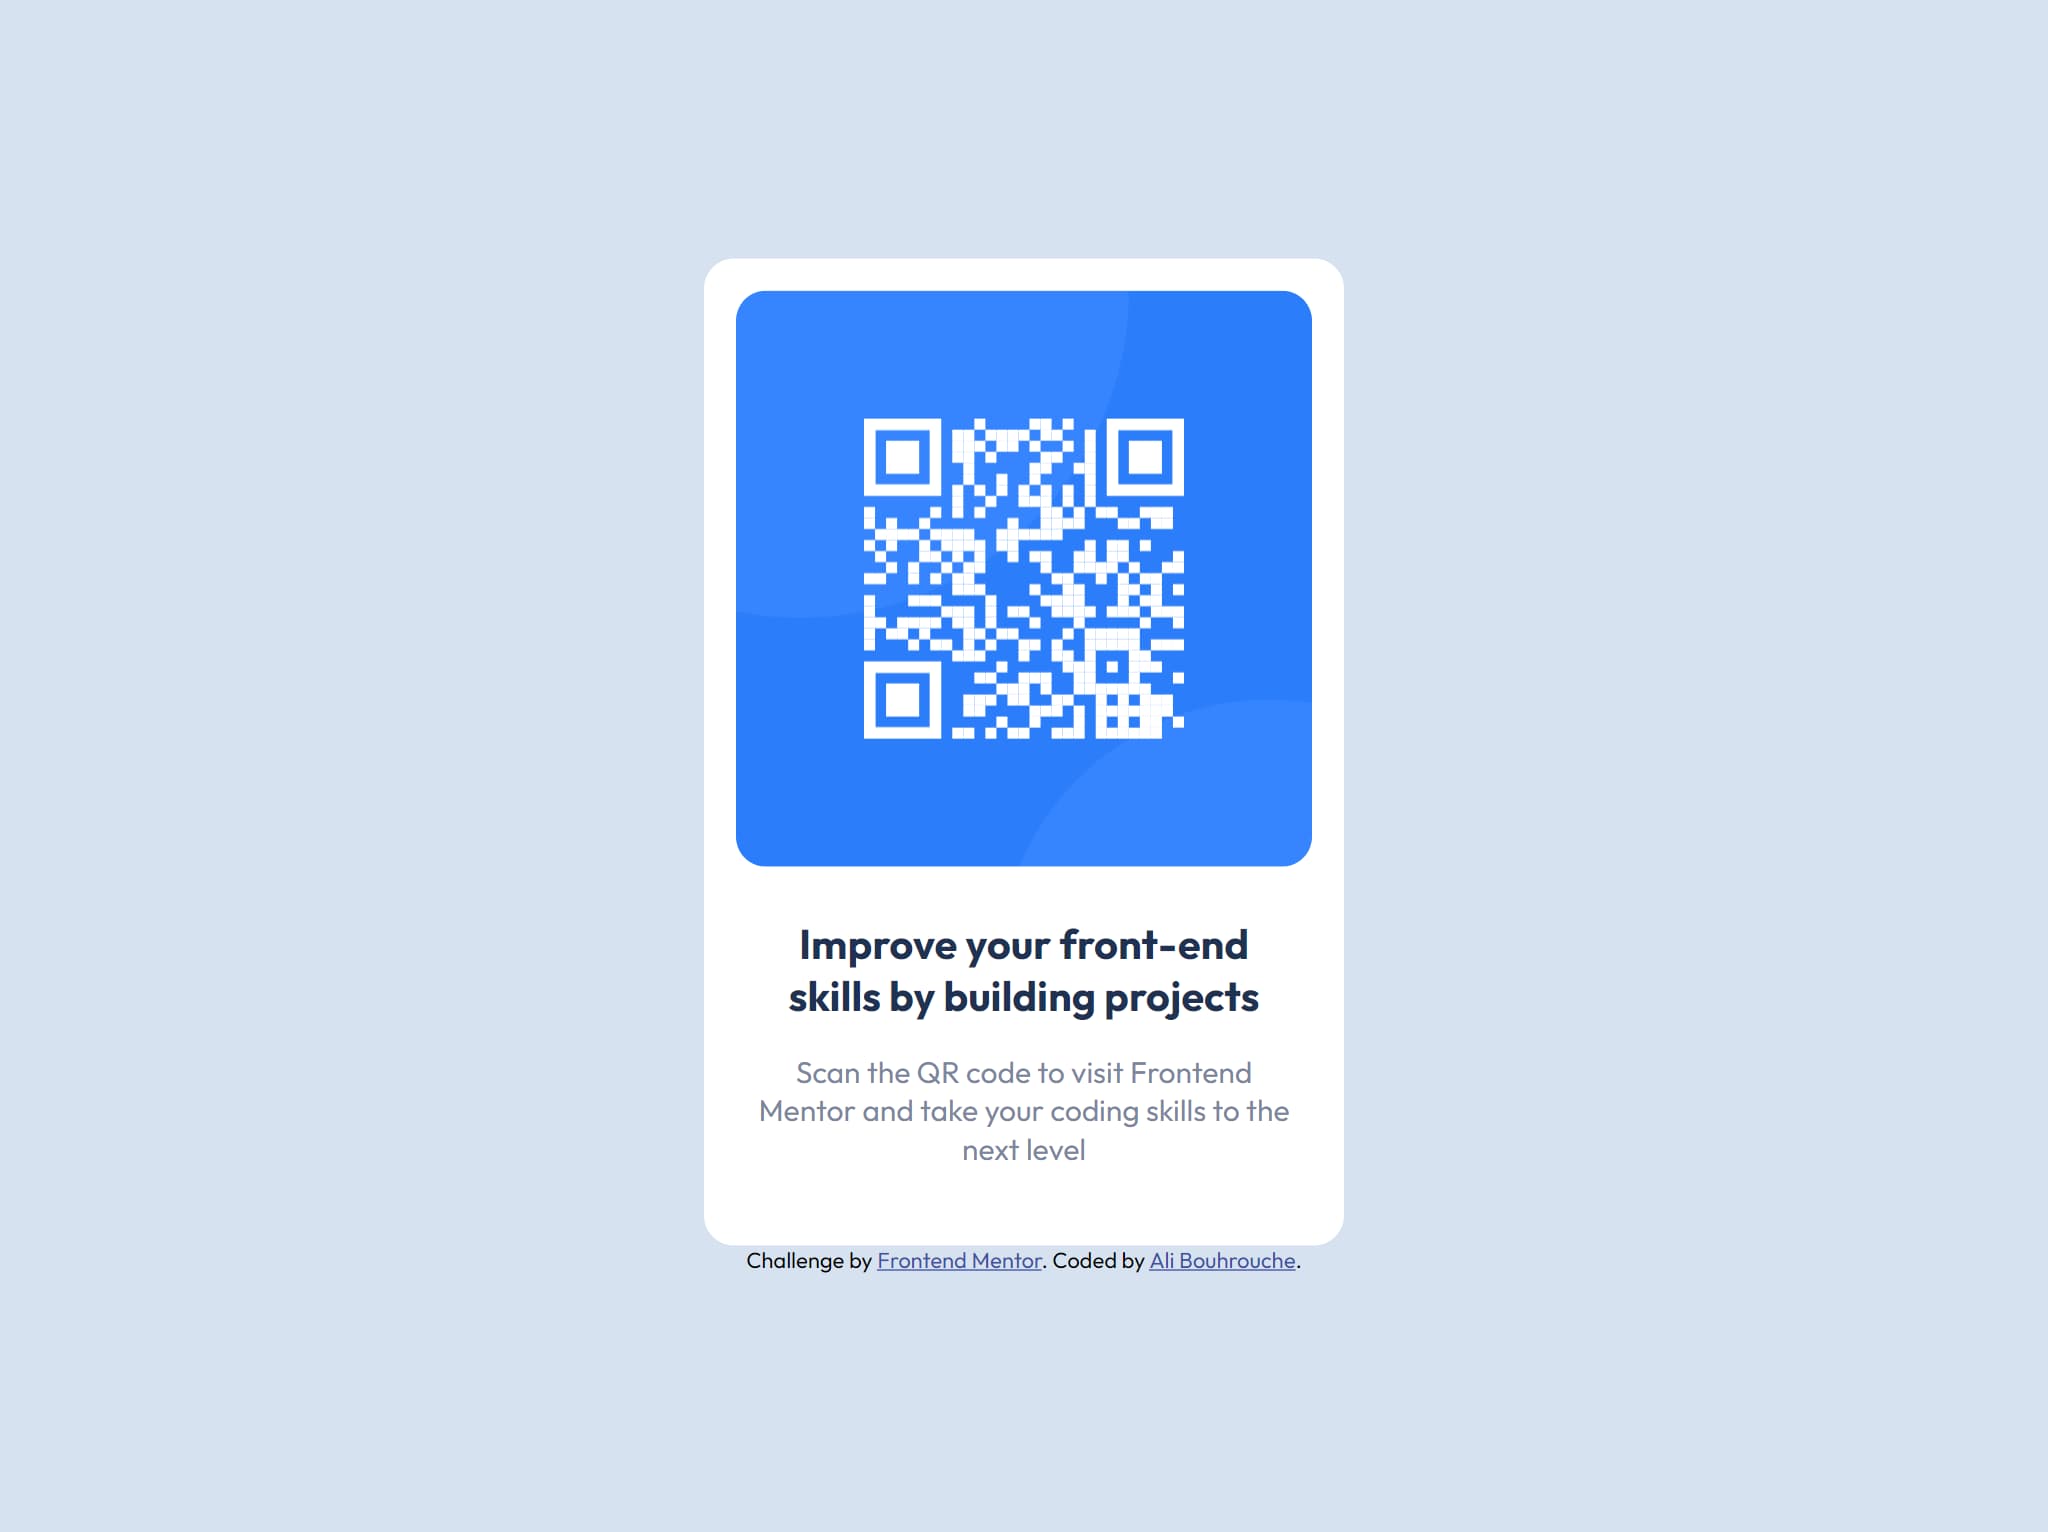 Improve your front-end
skills by building projects
Scan the QR code to visit Frontend
Mentor and take your coding skills to the
next level
Challenge by Frontend Mentor. Coded by Ali Bouhrouche.